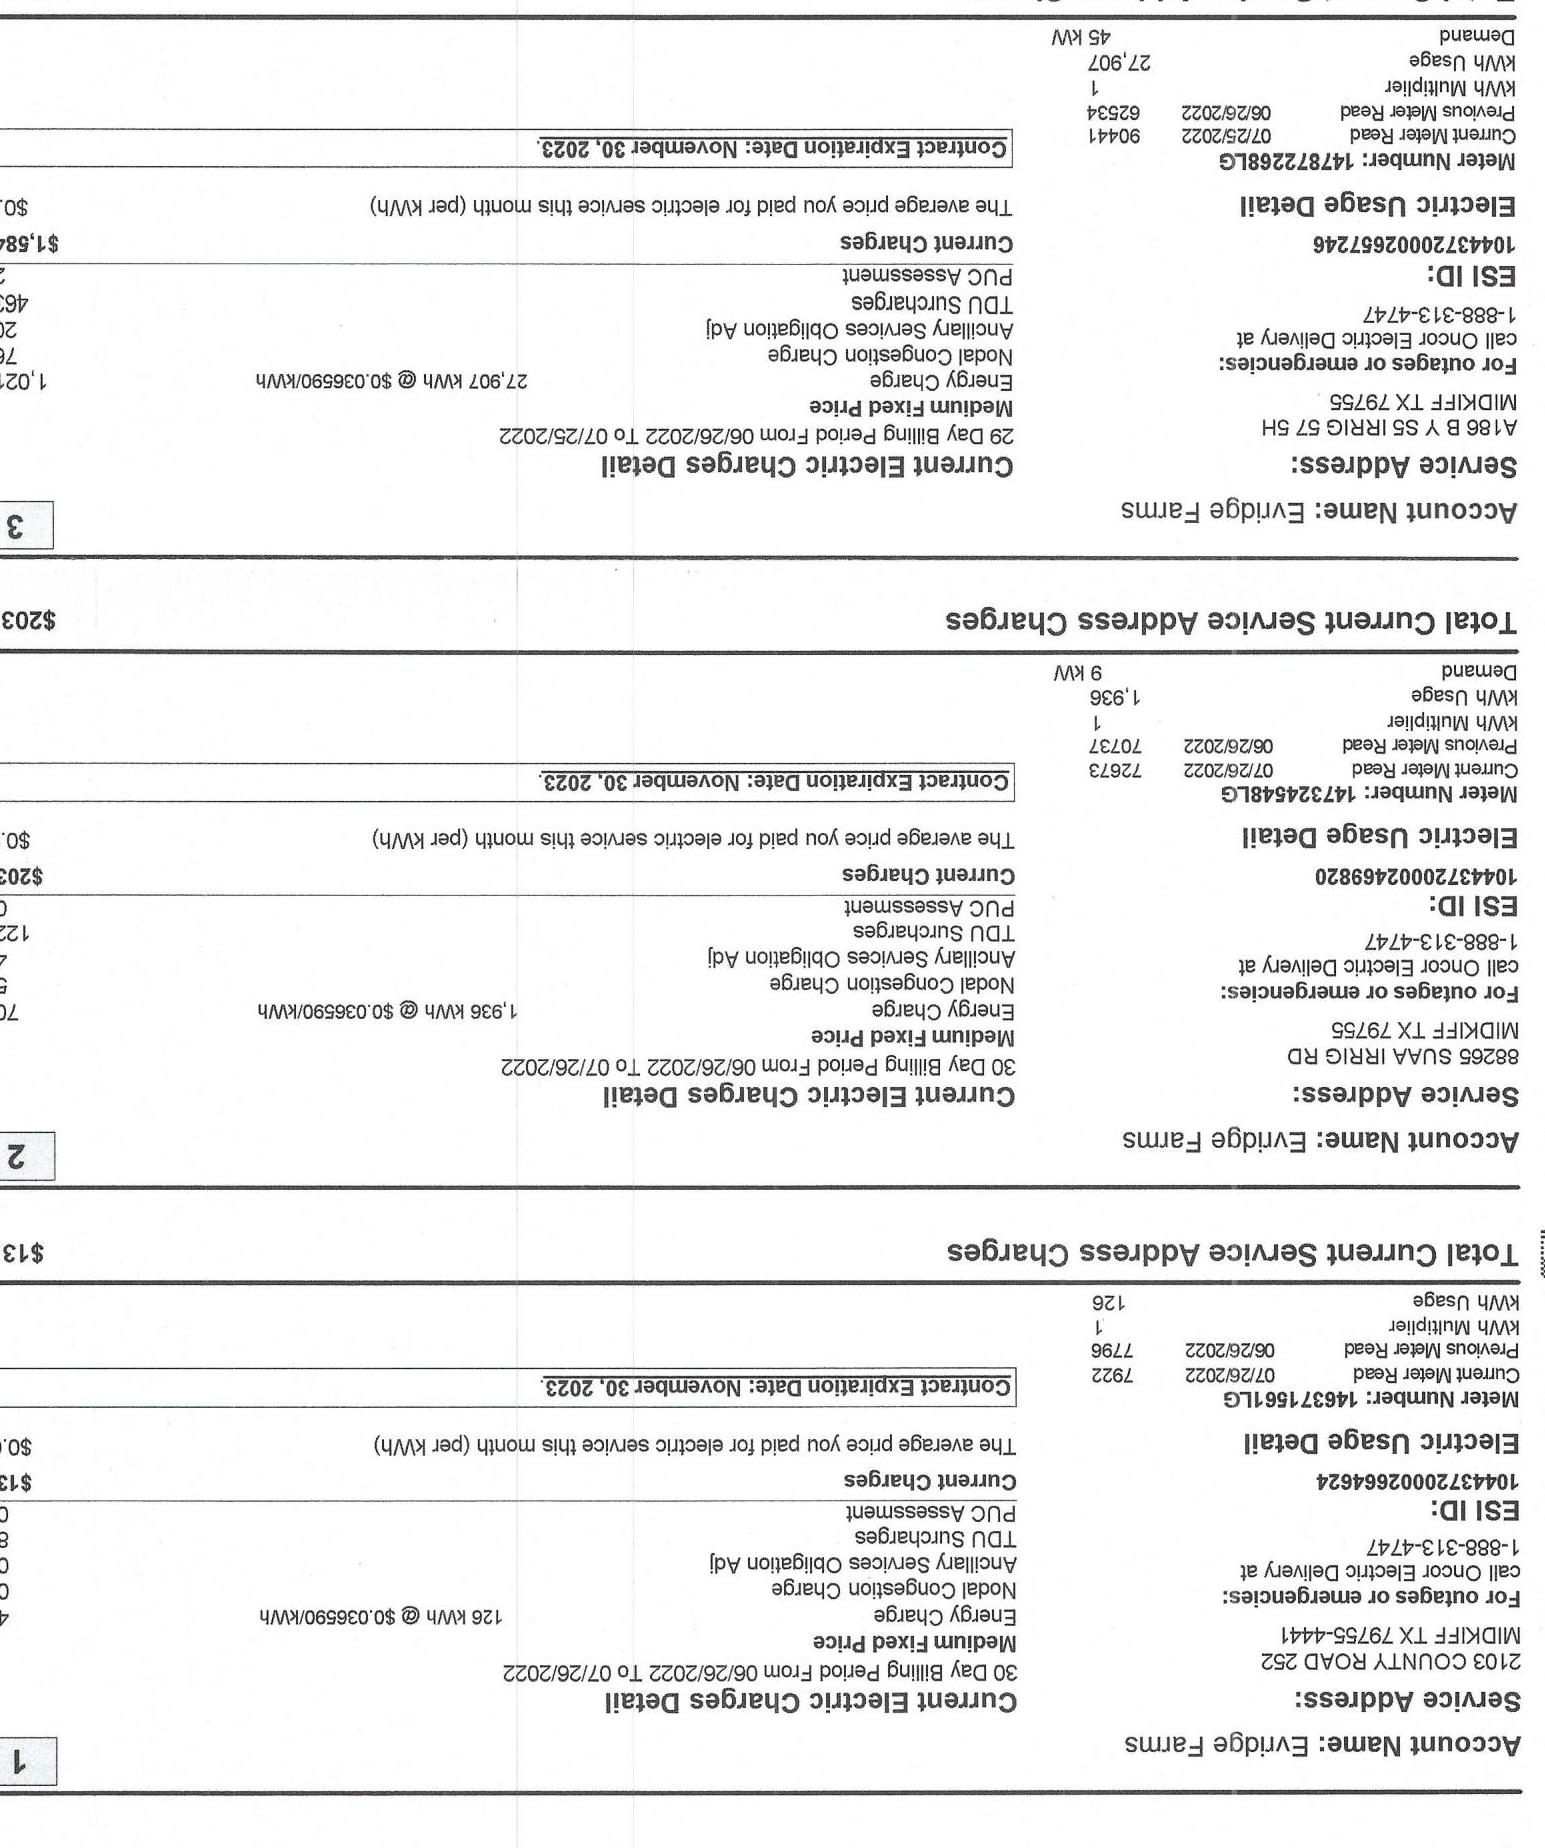 1
Account Name: Evridge Farms
Service Address:
2103 COUNTY ROAD 252
MIDKIFF TX 79755-4441
For outages or emergencies:
call Oncor Electric Delivery at
1-888-313-4747
ESI ID:
10443720002664624
Electric Usage Detail
Meter Number: 146371561LG
Current Meter Read 07/26/2022 7922
Previous Meter Read 06/26/2022 7796
kWh Multiplier 1
kWh Usage 126
Current Electric Charges Detail
30 Day Billing Period From 06/26/2022 To 07/26/2022
Medium Fixed Price
Energy Charge 126 kWh @ $0.036590/kWh 4
Nodal Congestion Charge 0
Ancillary Services Obligation Adj 0
TDU Surcharges 8
PUC Assessment 0
Current Charges $13
The average price you paid for electric service this month (per kWh) $0.
Contract Expiration Date: November 30, 2023.
Total Current Service Address Charges $13
2
Account Name: Evridge Farms
Service Address:
88265 SUAA IRRIG RD
MIDKIFF TX 79755
For outages or emergencies:
call Oncor Electric Delivery at
1-888-313-4747
ESI ID:
10443720002469820
Electric Usage Detail
Meter Number: 147324548LG
Current Meter Read 07/26/2022 72673
Previous Meter Read 06/26/2022 70737
kWh Multiplier 1
kWh Usage 1,936
Demand 9 kW
Current Electric Charges Detail
30 Day Billing Period From 06/26/2022 To 07/26/2022
Medium Fixed Price
Energy Charge 1,936 kWh @ $0.036590/kWh 70
Nodal Congestion Charge 5
Ancillary Services Obligation Adj 4
TDU Surcharges 122
PUC Assessment 0
Current Charges $203
The average price you paid for electric service this month (per kWh) $0.
Contract Expiration Date: November 30, 2023.
Total Current Service Address Charges $203
3
Account Name: Evridge Farms
Service Address:
A186 B Y S5 IRRIG 57 5H
MIDKIFF TX 79755
For outages or emergencies:
call Oncor Electric Delivery at
1-888-313-4747
ESI ID:
10443720002657246
Electric Usage Detail
Meter Number: 147872268LG
Current Meter Read 07/25/2022 90441
Previous Meter Read 06/26/2022 62534
kWh Multiplier 1
kWh Usage 27,907
Demand 45 kW
Current Electric Charges Detail
29 Day Billing Period From 06/26/2022 To 07/25/2022
Medium Fixed Price
Energy Charge 27,907 kWh @ $0.036590/kWh 1,021
Nodal Congestion Charge 76
Ancillary Services Obligation Adj 20
TDU Surcharges 463
PUC Assessment 2
Current Charges $1,584
The average price you paid for electric service this month (per kWh) $0.
Contract Expiration Date: November 30, 2023.